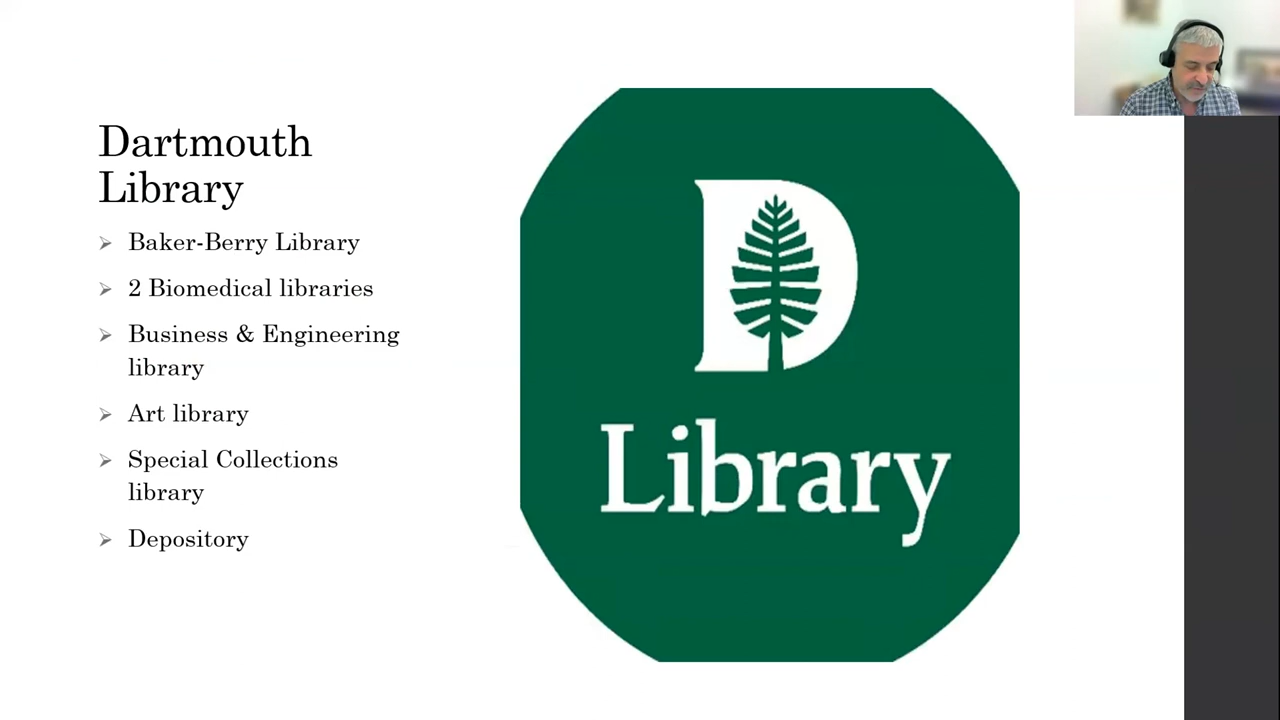 Dartmouth
Library
Baker-Berry Library
2 Biomedical libraries
Business & Engineering
library
Art library
Special Collections
library
Depository
D
Library